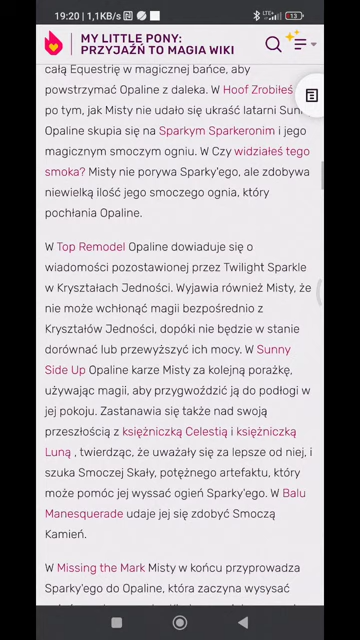 19:20 | 1,1KB/s
13
MY LITTLE PONY:
PRZYJAŹŃ TO MAGIA WIKI
całą Equestrię w magicznej bańce, aby
powstrzymać Opaline z daleka. W Hoof Zrobiłeś
po tym, jak Misty nie udało się ukraść latarni Sunn
Opaline skupia się na Sparkym Sparkeronim i jego
magicznym smoczym ogniu. W Czy widziałeś tego
smoka? Misty nie porywa Sparky'ego, ale zdobywa
niewielką ilość jego smoczego ognia, który
pochłania Opaline.
W Top Remodel Opaline dowiaduje się o
wiadomości pozostawionej przez Twilight Sparkle
w Kryształach Jedności. Wyjawia również Misty, że
nie może wchłonąć magii bezpośrednio z
Kryształów Jedności, dopóki nie będzie w stanie
dorównać lub przewyższyć ich mocy. W Sunny
Side Up Opaline karze Misty za kolejną porażkę,
używając magii, aby przygwoździć ją do podłogi w
jej pokoju. Zastanawia się także nad swoją
przeszłością z księżniczką Celestią i księżniczką
Luną , twierdząc, że uważały się za lepsze od niej, i
szuka Smoczej Skały, potężnego artefaktu, który
może pomóc jej wyssać ogień Sparky'ego. W Balu
Manesquerade udaje jej się zdobyć Smoczą
Kamień.
W Missing the Mark Misty w końcu przyprowadza
Sparky'ego do Opaline, która zaczyna wysysać